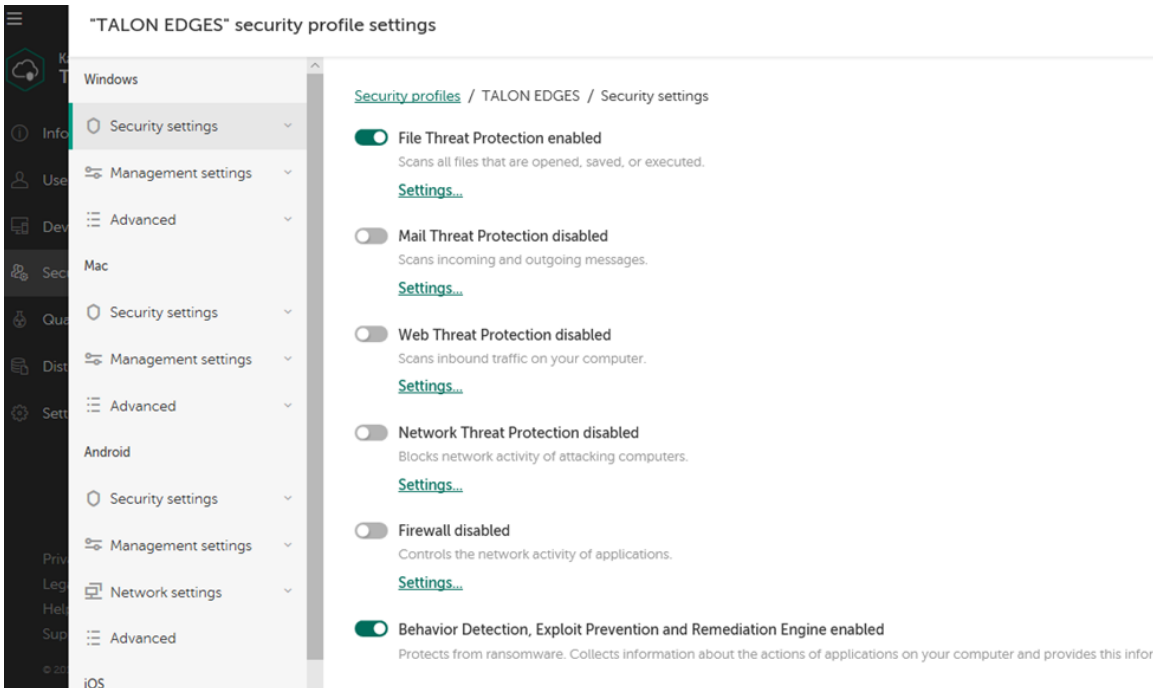 "TALON EDGES" security profile settings
Windows
Security settings
Management settings
Advanced
Mac
Security settings
Management settings
Advanced
Android
Security settings
Management settings
Network settings
Advanced
iOS
Security profiles / TALON EDGES / Security settings
File Threat Protection enabled
Scans all files that are opened, saved, or executed.
Settings...
Mail Threat Protection disabled
Scans incoming and outgoing messages.
Settings...
Web Threat Protection disabled
Scans inbound traffic on your computer.
Settings...
Network Threat Protection disabled
Blocks network activity of attacking computers.
Settings...
Firewall disabled
Controls the network activity of applications.
Settings...
Behavior Detection, Exploit Prevention and Remediation Engine enabled
Protects from ransomware. Collects information about the actions of applications on your computer and provides this infor